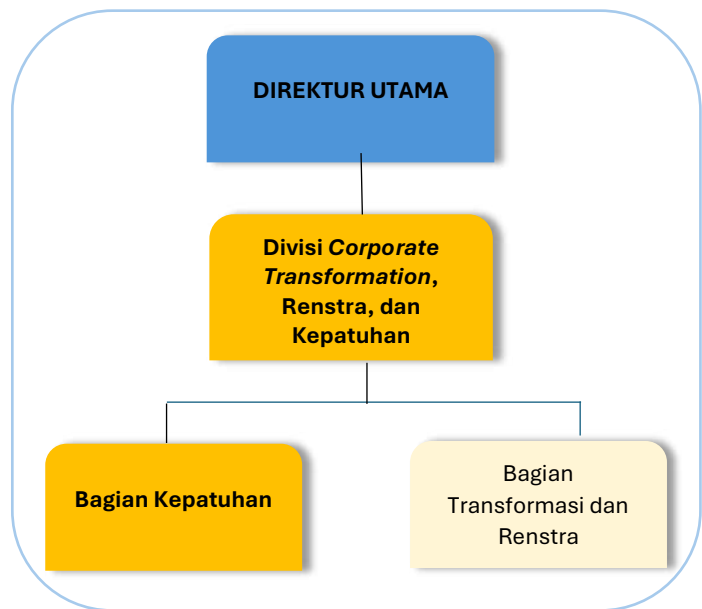 DIREKTUR UTAMA
Divisi Corporate
Transformation,
Renstra, dan
Kepatuhan
Bagian Kepatuhan
Bagian
Transformasi dan
Renstra